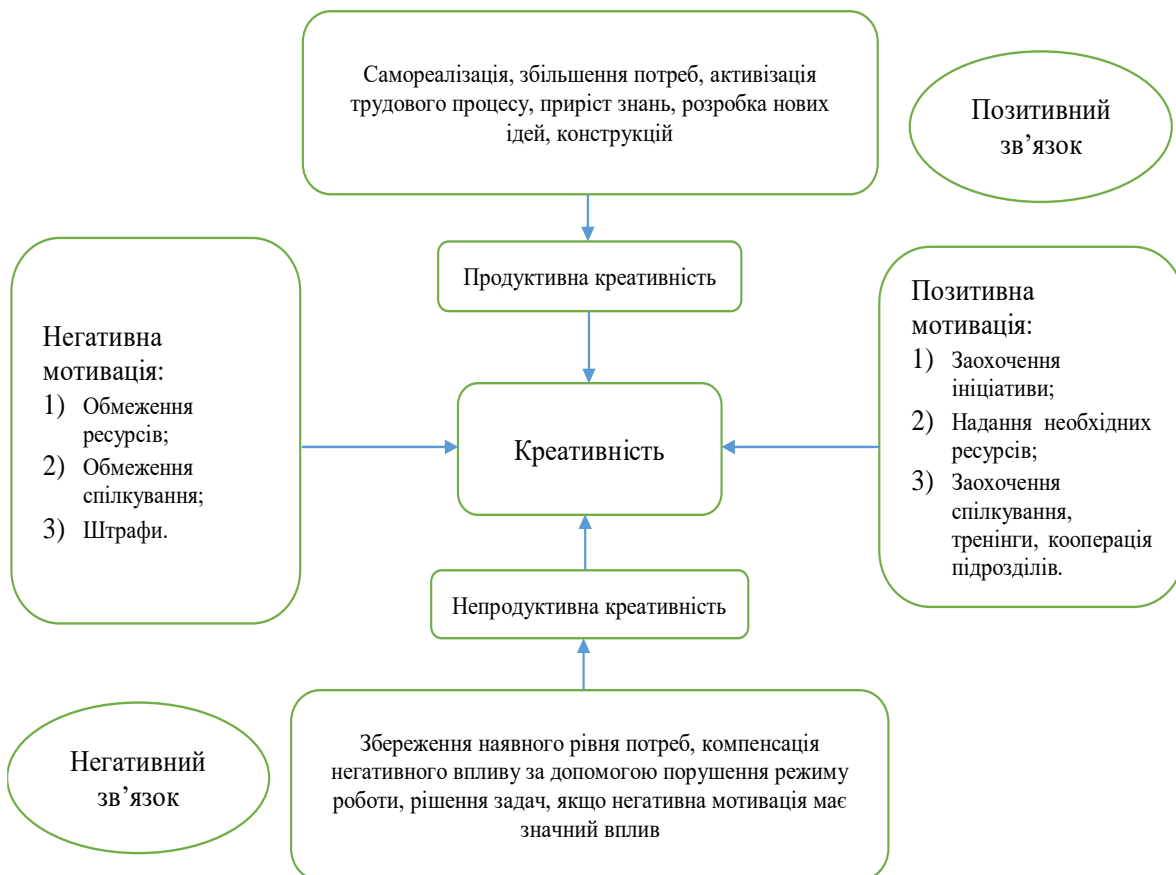 Самореалізація, збільшення потреб, активізація
трудового процесу, приріст знань, розробка нових
ідей, конструкцій
Позитивний
зв’язок
Продуктивна креативність
Негативна
мотивація:
1) Обмеження
ресурсів;
2) Обмеження
спілкування;
3) Штрафи.
Креативність
Позитивна
мотивація:
1) Заохочення
ініціативи;
2) Надання необхідних
ресурсів;
3) Заохочення
спілкування,
тренінги, кооперація
підрозділів.
Непродуктивна креативність
Негативний
зв’язок
Збереження наявного рівня потреб, компенсація
негативного впливу за допомогою порушення режиму
роботи, рішення задач, якщо негативна мотивація має
значний вплив